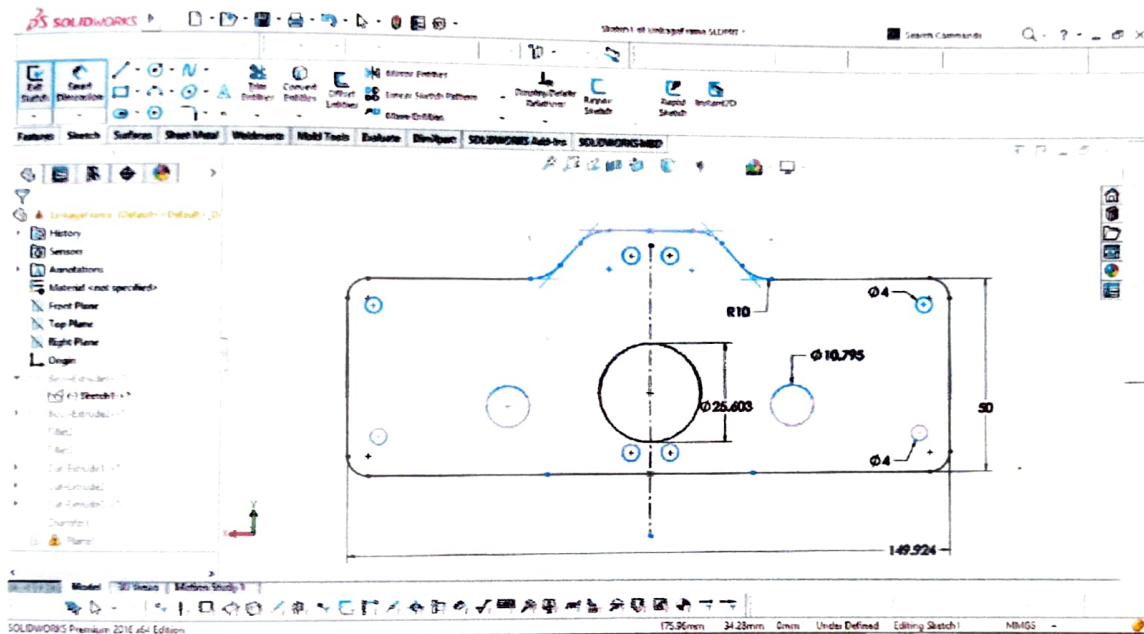 SOLIDWORKS
Sketch1 of Linkageframe.SLDPRT *
Search Commands
Exit Sketch
Smart Dimension
Trim Entities
Convert Entities
Offset Entities
Mirror Entities
Linear Sketch Pattern
Move Entities
Display/Delete Relations
Repair Sketch
Rapid Sketch
Instant2D
Features Sketch Surfaces Sheet Metal Weldments Mold Tools Evaluate DimXpert SOLIDWORKS Add-Ins SOLIDWORKS MBD
History
Sensors
Annotations
Material <not specified>
Front Plane
Top Plane
Right Plane
Origin
(-) Sketch1
Plane1
R10
Ø4
Ø10.795
Ø25.603
50
Ø4
149.924
Y
Model 3D Views Motion Study 1
SOLIDWORKS Premium 2016 x64 Edition
175.96mm 34.28mm 0mm Under Defined Editing Sketch1 MMGS